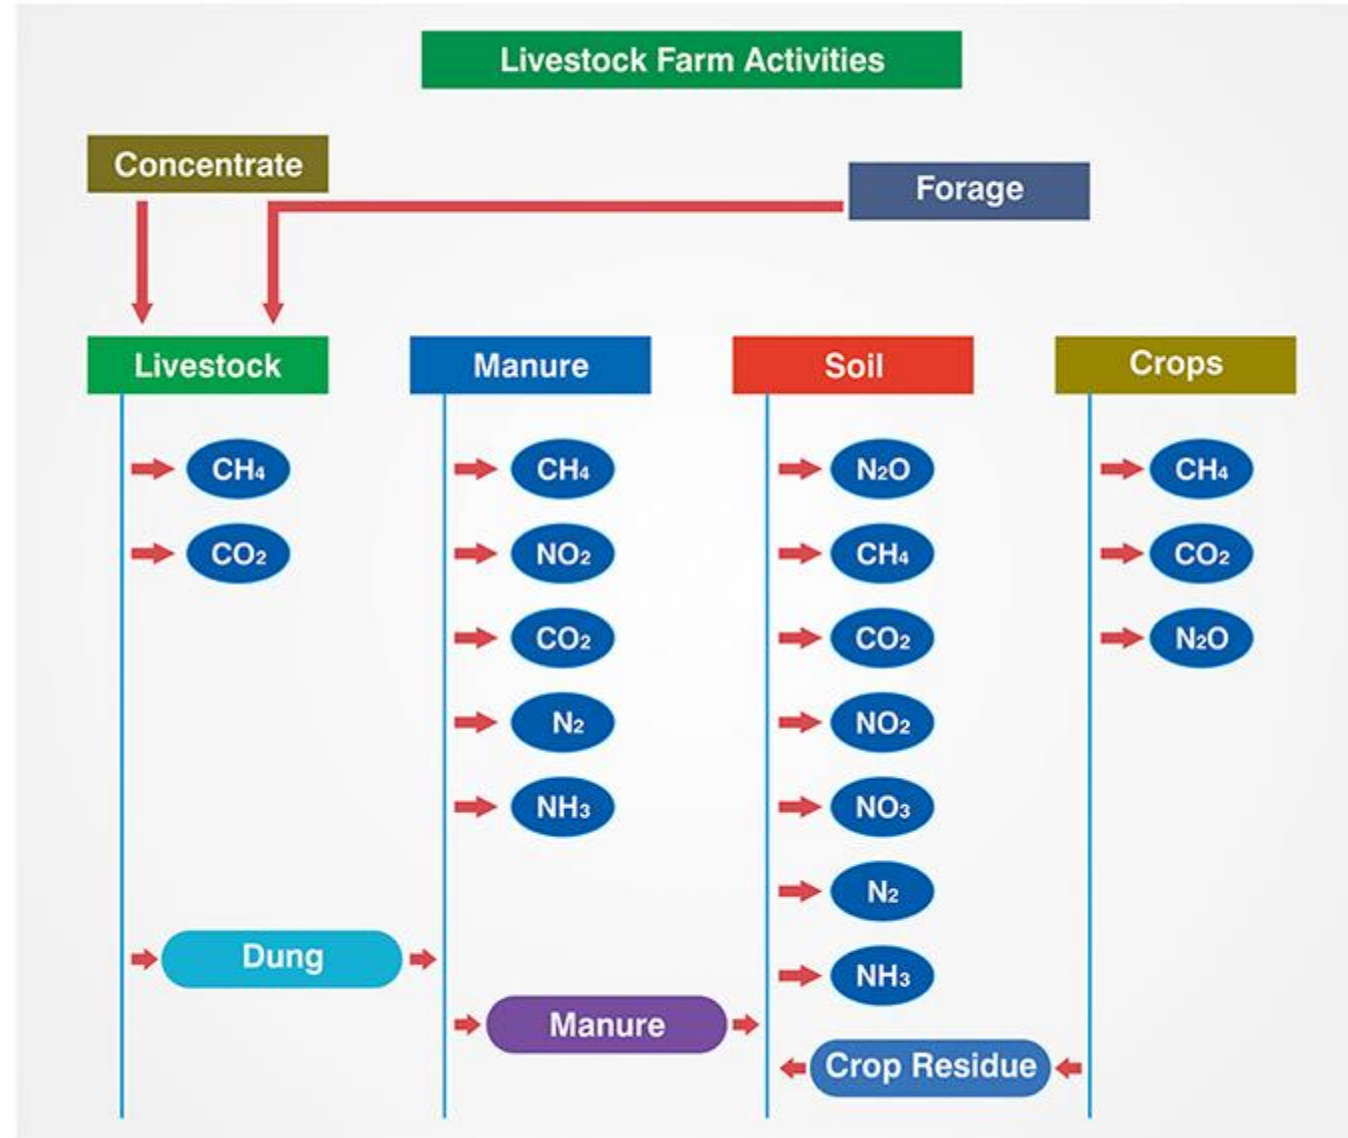 Livestock Farm Activities
Concentrate
Forage
Livestock
Manure
Soil
Crops
CH₄
CH₄
N₂O
CH₄
CO₂
NO₂
CH₄
CO₂
CO₂
CO₂
N₂O
N₂
NO₂
NH₃
NO₃
N₂
Dung
NH₃
Manure
Crop Residue